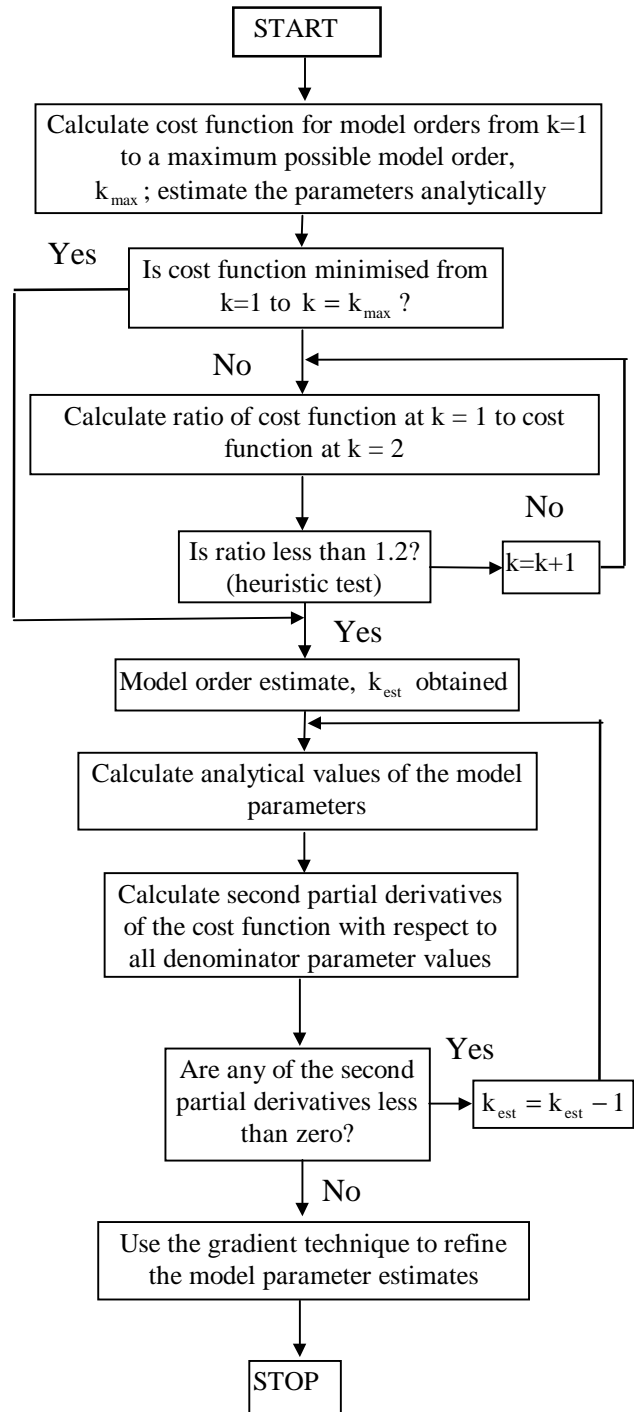 START
Calculate cost function for model orders from k=1
to a maximum possible model order,
k_max ; estimate the parameters analytically
Yes
Is cost function minimised from
k=1 to k = k_max ?
No
Calculate ratio of cost function at k = 1 to cost
function at k = 2
No
Is ratio less than 1.2?
(heuristic test)
k=k+1
Yes
Model order estimate, k_est obtained
Calculate analytical values of the model
parameters
Calculate second partial derivatives
of the cost function with respect to
all denominator parameter values
Yes
Are any of the second
partial derivatives less
than zero?
k_est = k_est − 1
No
Use the gradient technique to refine
the model parameter estimates
STOP